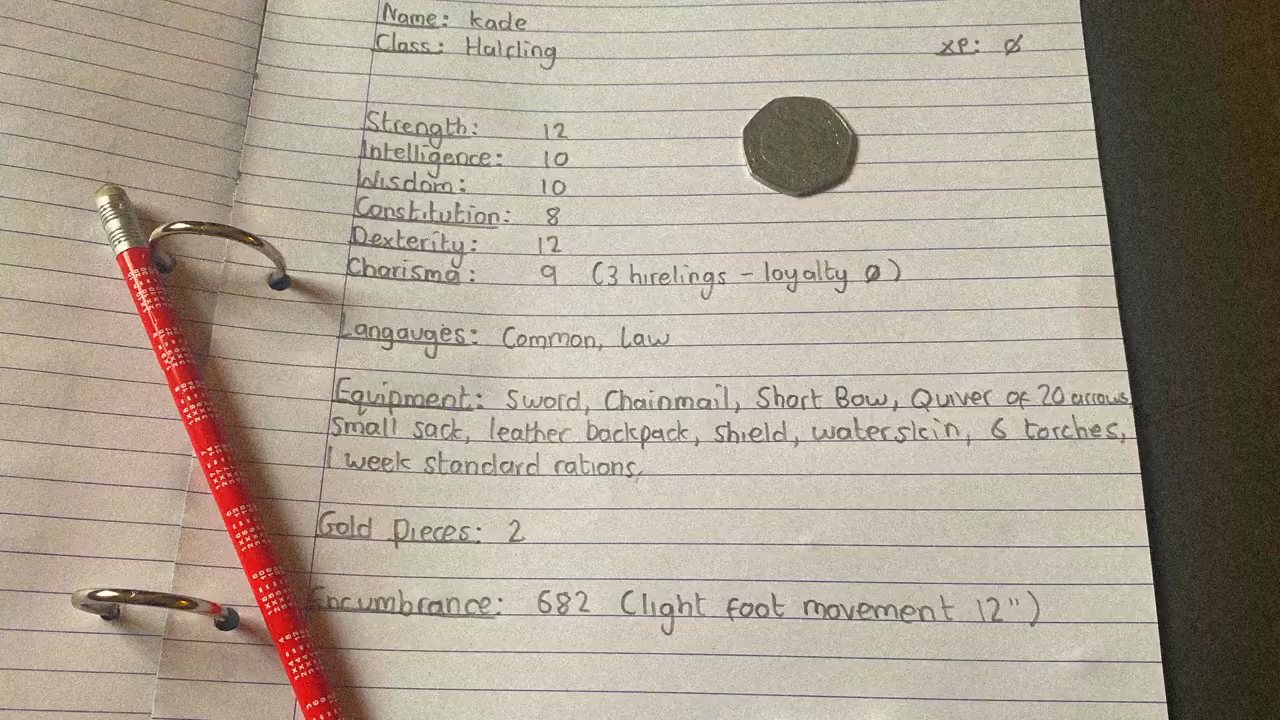 Name: kade
Class: Halfling
XP: 0
Strength: 12
Intelligence: 10
Wisdom: 10
Constitution: 8
Dexterity: 12
Charisma: 9 (3 hirelings - loyalty 0)
Langauges: Common, Law
Equipment: Sword, Chainmail, Short Bow, Quiver of 20 arrows,
Small sack, leather backpack, shield, waterskin, 6 torches,
1 week standard rations,
Gold Pieces: 2
Encumbrance: 682 (light foot movement 12")